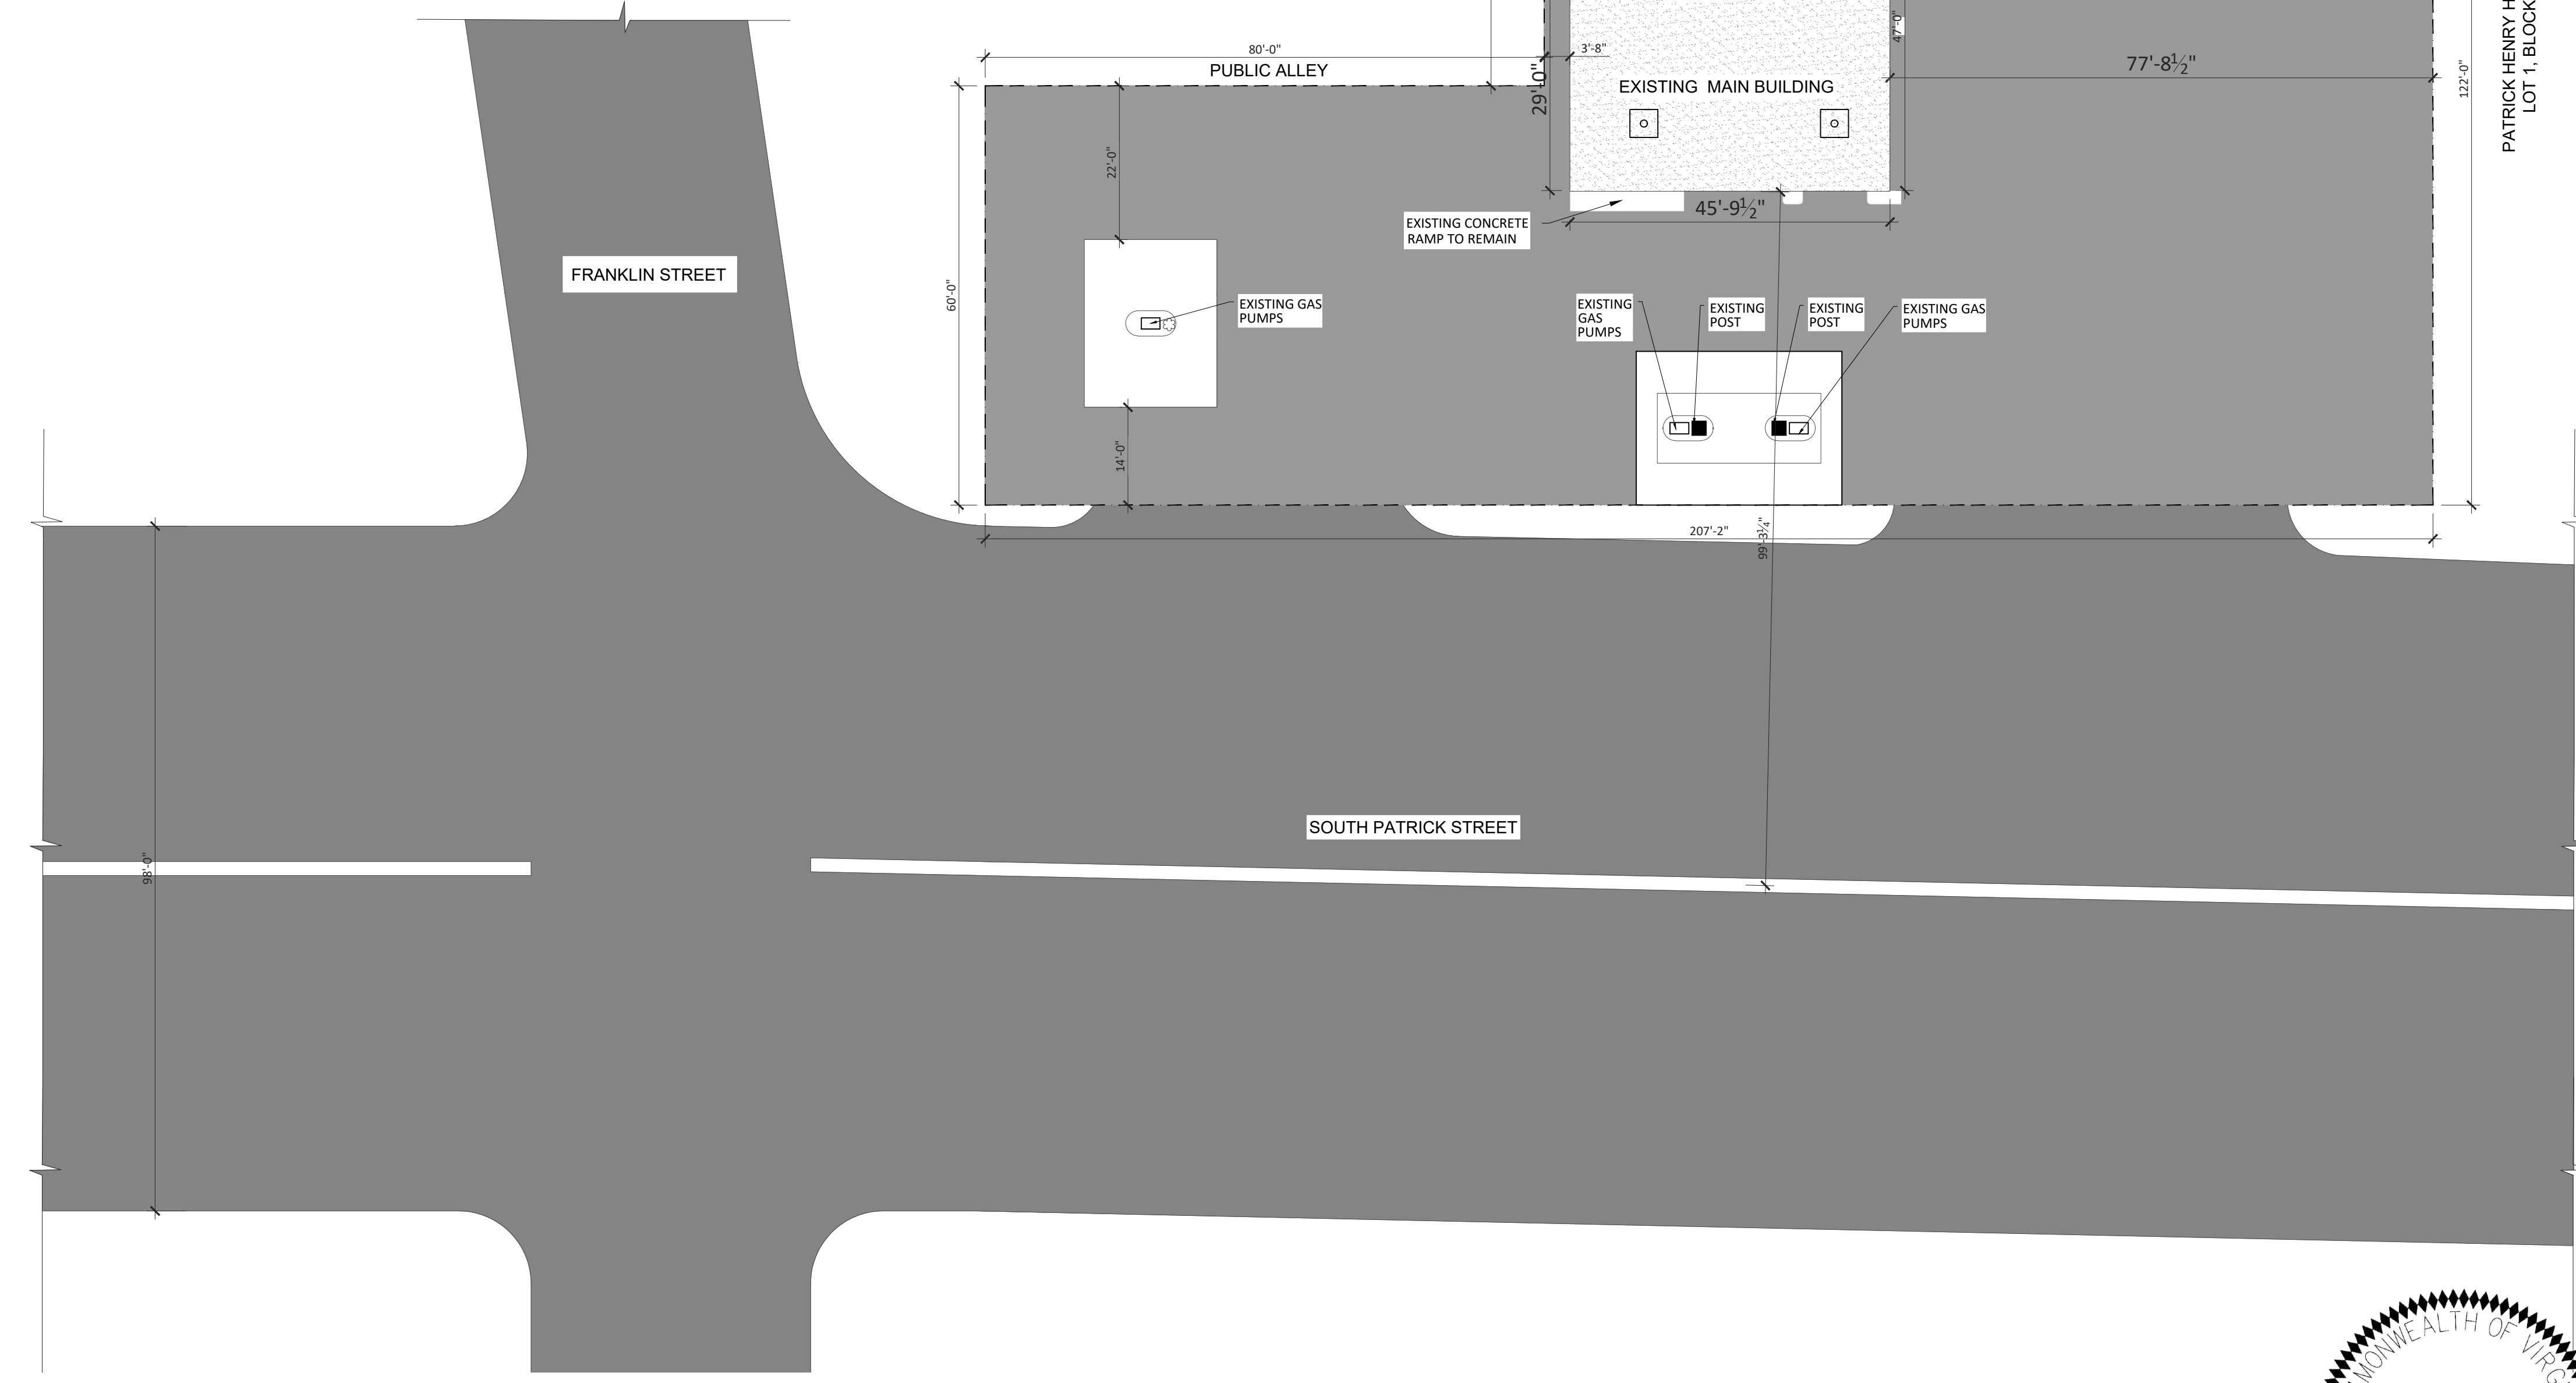 80'-0"
PUBLIC ALLEY
3'-8"
47'-0"
77'-8½"
122'-0"
PATRICK HENRY H
LOT 1, BLOCK
29'-0"
EXISTING MAIN BUILDING
22'-0"
45'-9½"
EXISTING CONCRETE
RAMP TO REMAIN
FRANKLIN STREET
60'-0"
EXISTING GAS
PUMPS
EXISTING
GAS
PUMPS
EXISTING
POST
EXISTING
POST
EXISTING GAS
PUMPS
14'-0"
207'-2"
99'-3¼"
SOUTH PATRICK STREET
98'-0"
MONWEALTH OF VIRG